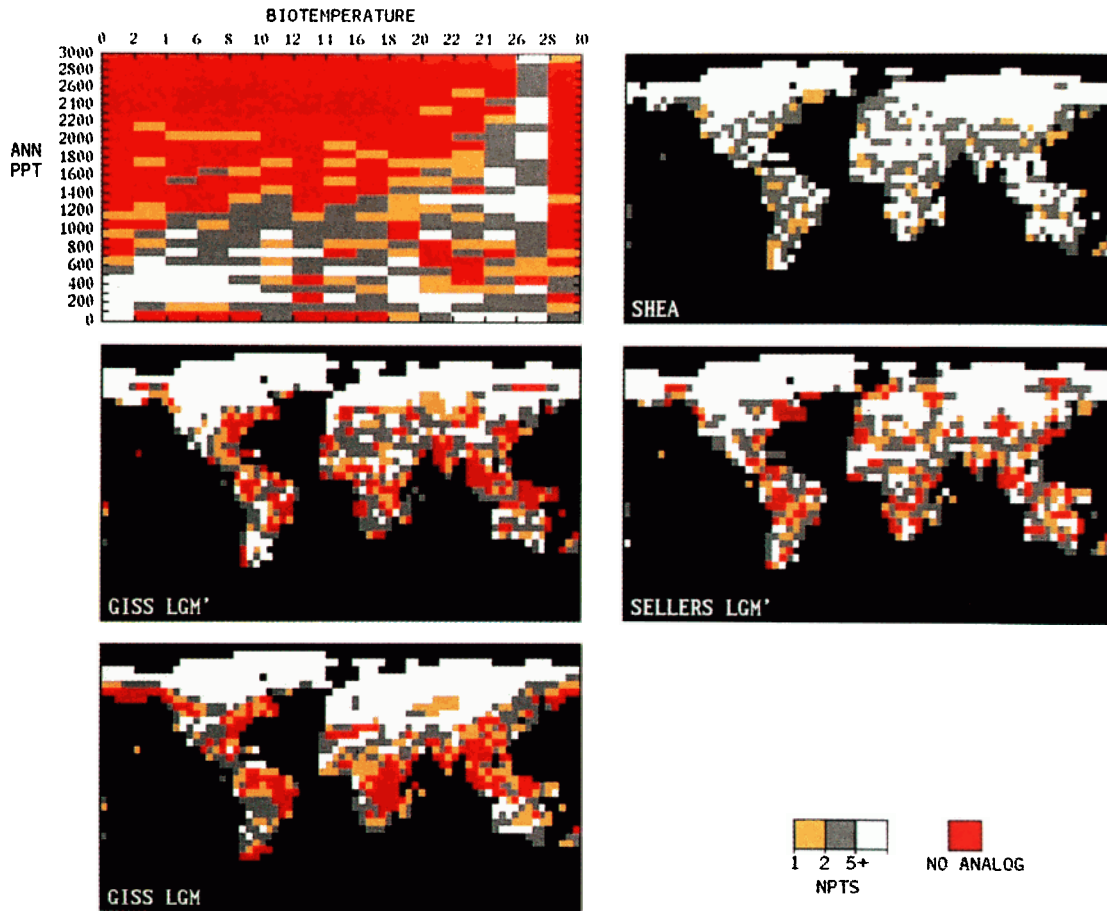 BIOTEMPERATURE
0 2 4 6 8 10 12 14 16 18 20 22 24 26 28 30
ANN
PPT
3000
2800
2600
2400
2200
2000
1800
1600
1400
1200
1000
800
600
400
200
0
SHEA
GISS LGM'
SELLERS LGM'
GISS LGM
1 2 5+
NPTS
NO ANALOG